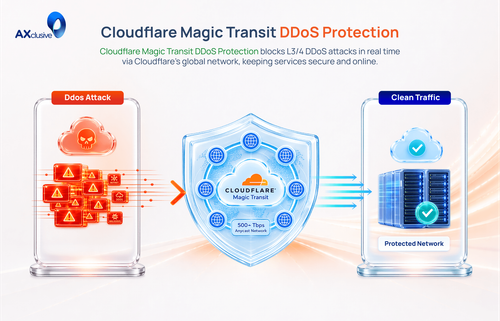 AXclusive
Cloudflare Magic Transit DDoS Protection
Cloudflare Magic Transit DDoS Protection blocks L3/4 DDoS attacks in real time
via Cloudflare's global network, keeping services secure and online.
Ddos Attack
Clean Traffic
CLOUDFLARE
Magic Transit
500+ Tbps
Anycast Network
Protected Network